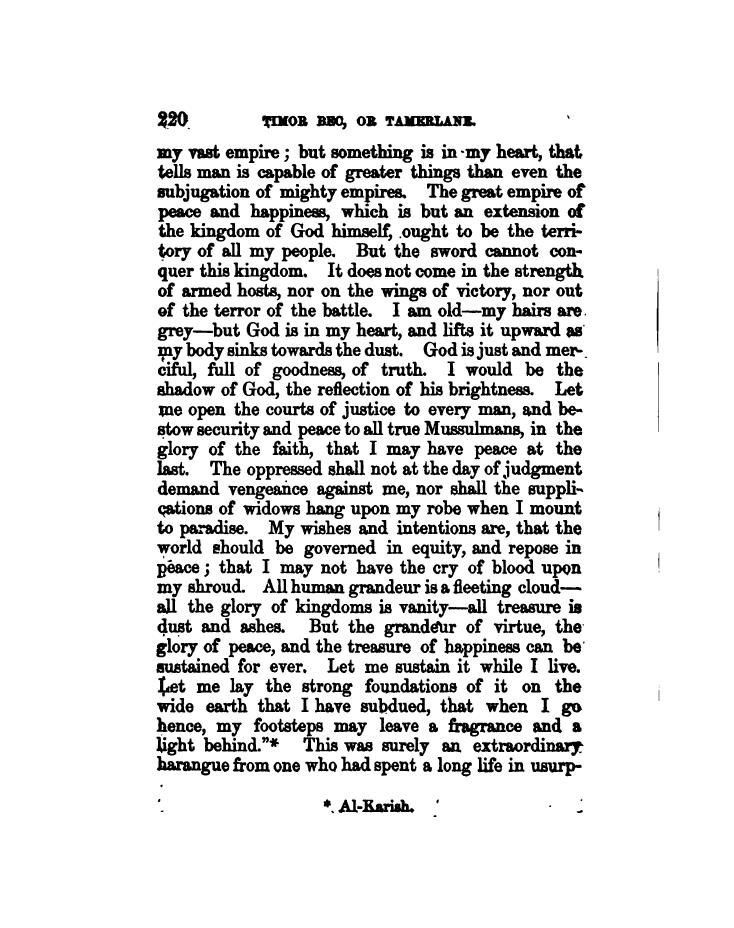 220 TIMOR BEC, OR TAMERLANE.
my vast empire; but something is in my heart, that
tells man is capable of greater things than even the
subjugation of mighty empires. The great empire of
peace and happiness, which is but an extension of
the kingdom of God himself, ought to be the terri-
tory of all my people. But the sword cannot con-
quer this kingdom. It does not come in the strength
of armed hosts, nor on the wings of victory, nor out
of the terror of the battle. I am old—my hairs are
grey—but God is in my heart, and lifts it upward as
my body sinks towards the dust. God is just and mer-
ciful, full of goodness, of truth. I would be the
shadow of God, the reflection of his brightness. Let
me open the courts of justice to every man, and be-
stow security and peace to all true Mussulmans, in the
glory of the faith, that I may have peace at the
last. The oppressed shall not at the day of judgment
demand vengeance against me, nor shall the suppli-
cations of widows hang upon my robe when I mount
to paradise. My wishes and intentions are, that the
world should be governed in equity, and repose in
peace; that I may not have the cry of blood upon
my shroud. All human grandeur is a fleeting cloud—
all the glory of kingdoms is vanity—all treasure is
dust and ashes. But the grandeur of virtue, the
glory of peace, and the treasure of happiness can be
sustained for ever. Let me sustain it while I live.
Let me lay the strong foundations of it on the
wide earth that I have subdued, that when I go
hence, my footsteps may leave a fragrance and a
light behind."* This was surely an extraordinary
harangue from one who had spent a long life in usurp-
* Al-Karish.